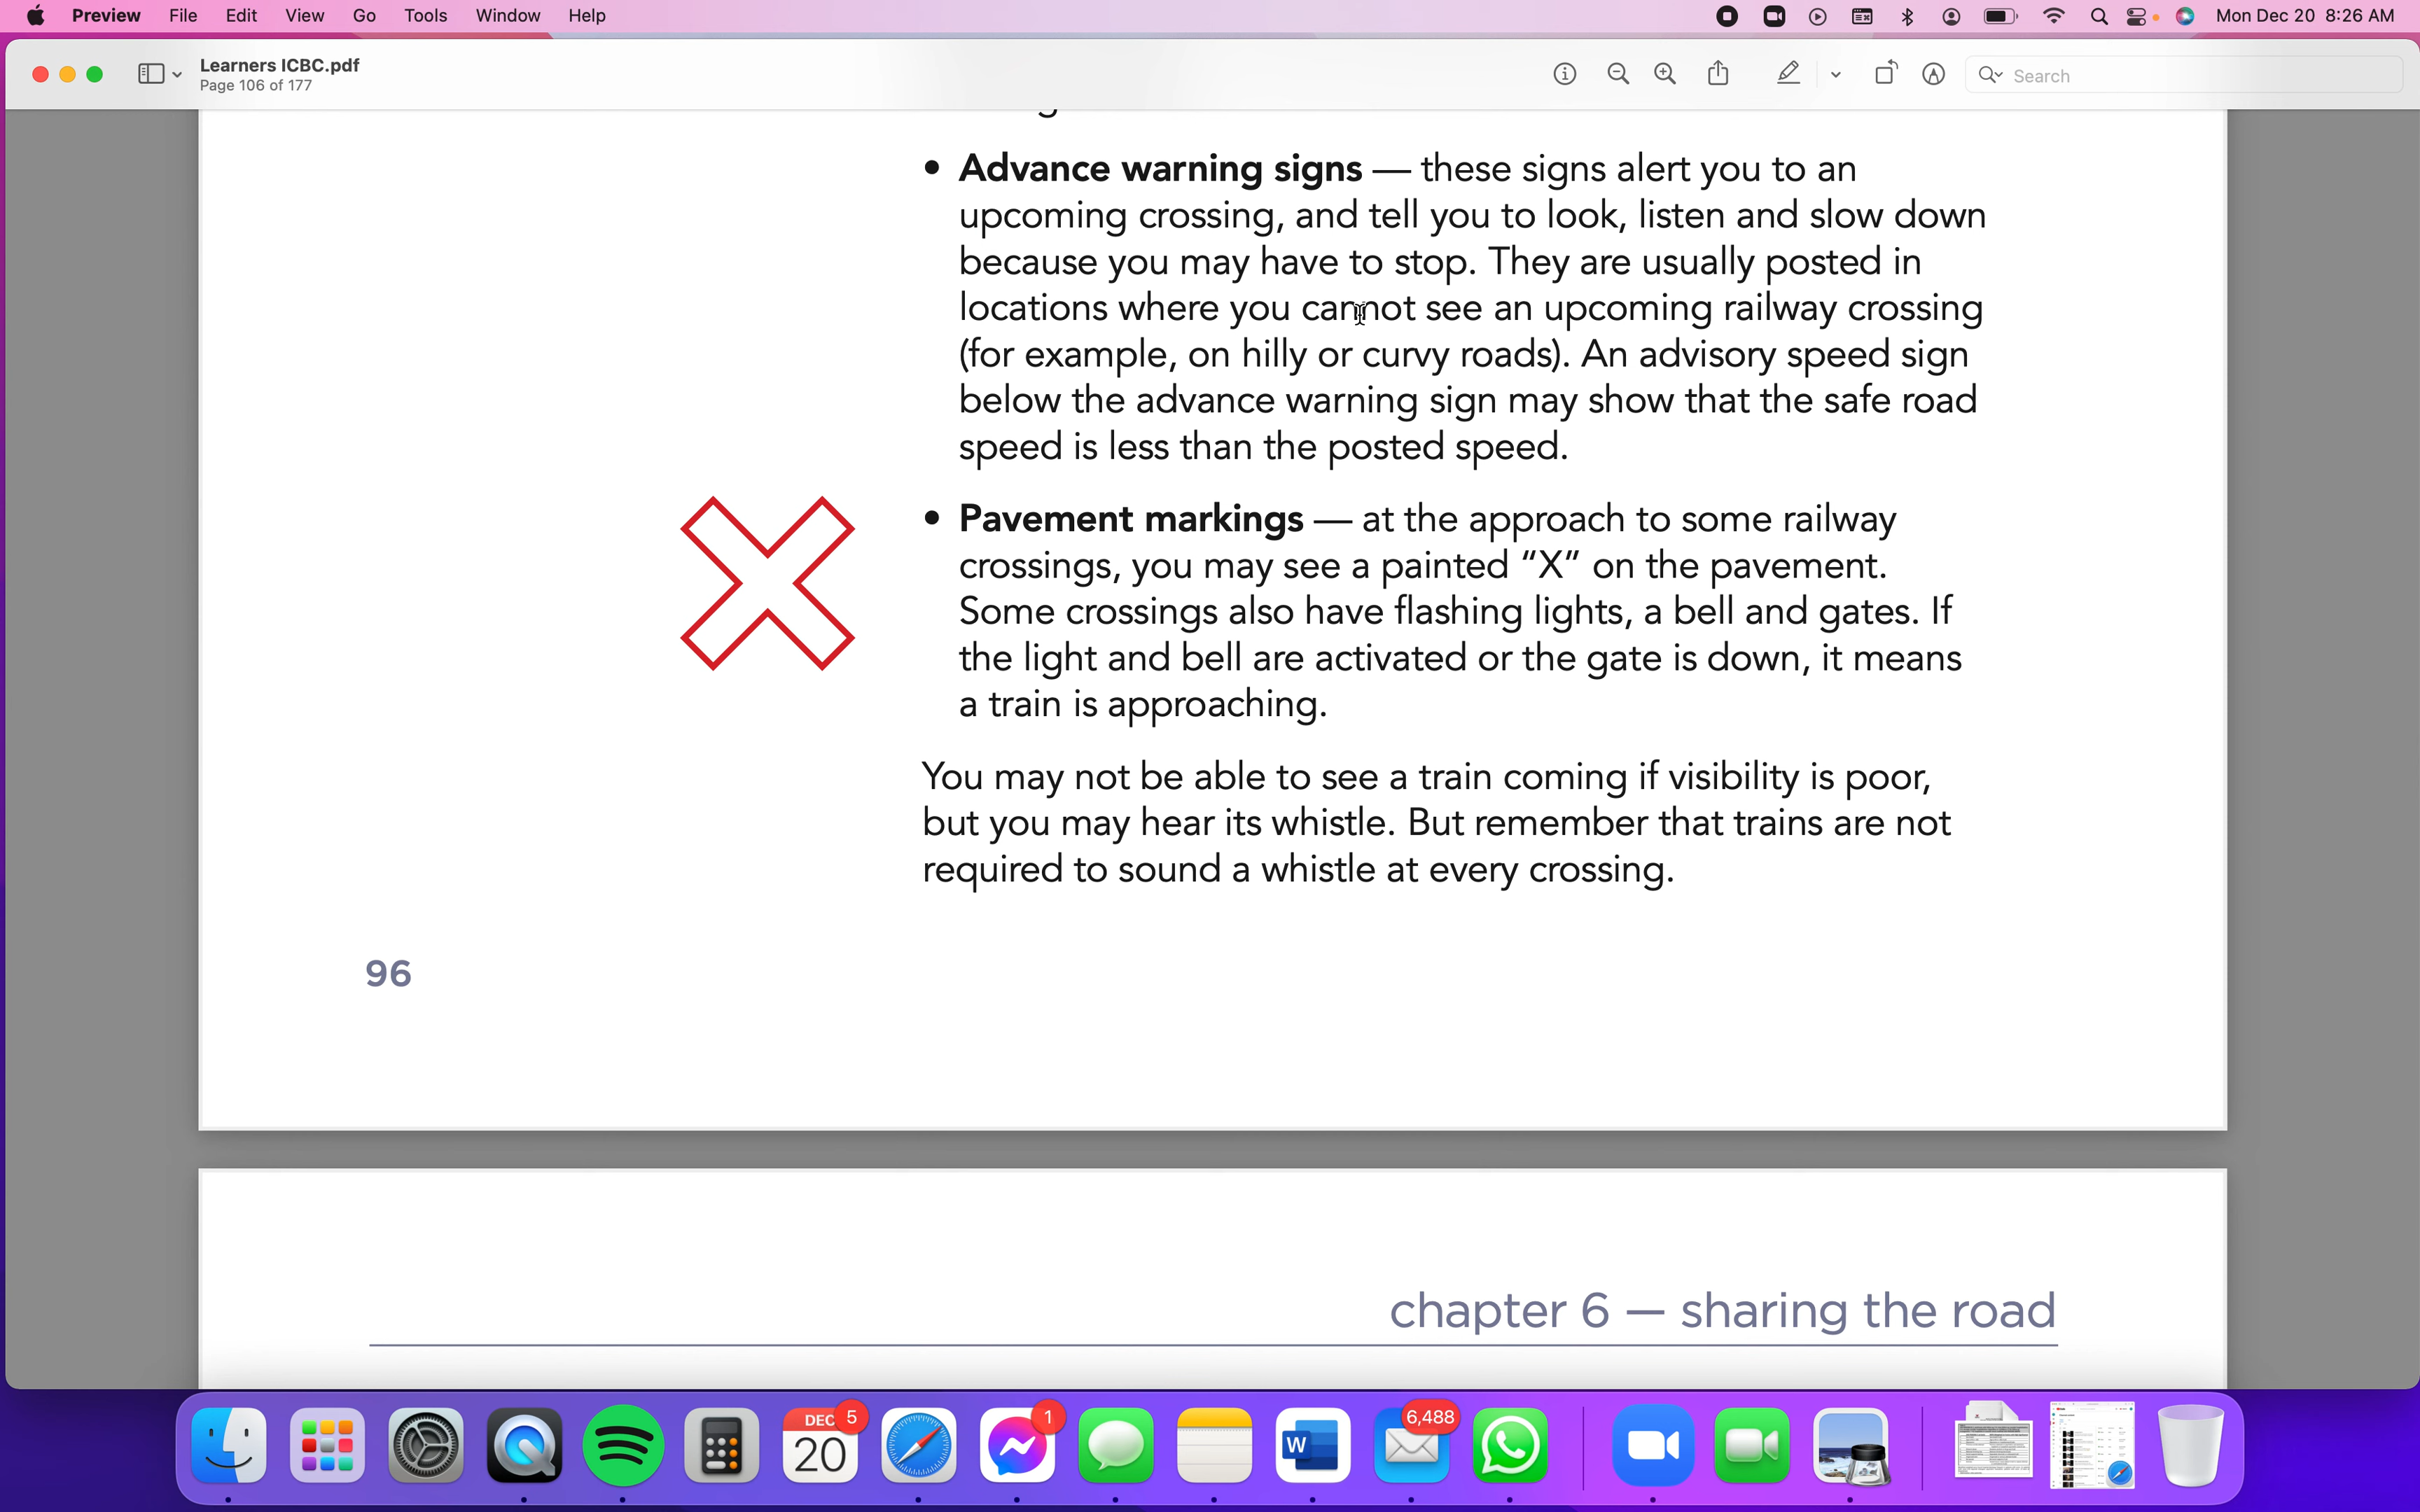 Preview File Edit View Go Tools Window Help Mon Dec 20 8:26 AM
Learners ICBC.pdf
Page 106 of 177
Search
• Advance warning signs — these signs alert you to an
upcoming crossing, and tell you to look, listen and slow down
because you may have to stop. They are usually posted in
locations where you cannot see an upcoming railway crossing
(for example, on hilly or curvy roads). An advisory speed sign
below the advance warning sign may show that the safe road
speed is less than the posted speed.
• Pavement markings — at the approach to some railway
crossings, you may see a painted “X” on the pavement.
Some crossings also have flashing lights, a bell and gates. If
the light and bell are activated or the gate is down, it means
a train is approaching.
You may not be able to see a train coming if visibility is poor,
but you may hear its whistle. But remember that trains are not
required to sound a whistle at every crossing.
96
chapter 6 — sharing the road
DEC 5
20
1
W
6,488